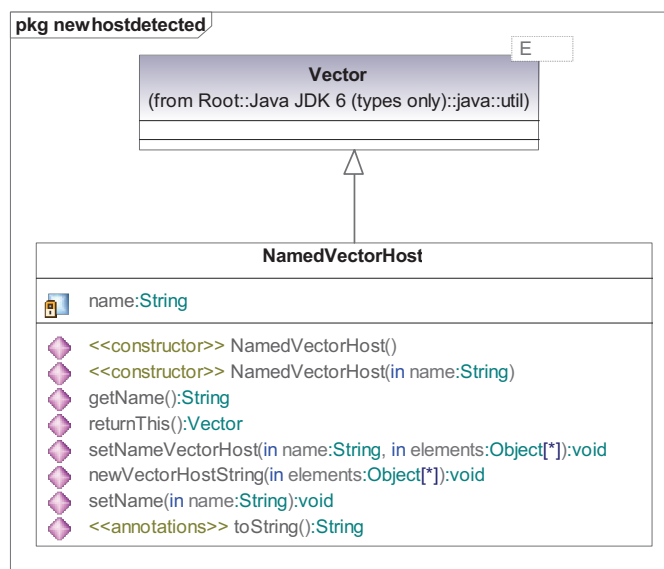 pkg newhostdetected
E
Vector
(from Root::Java JDK 6 (types only)::java::util)
NamedVectorHost
name:String
<<constructor>> NamedVectorHost()
<<constructor>> NamedVectorHost(in name:String)
getName():String
returnThis():Vector
setNameVectorHost(in name:String, in elements:Object[*]):void
newVectorHostString(in elements:Object[*]):void
setName(in name:String):void
<<annotations>> toString():String